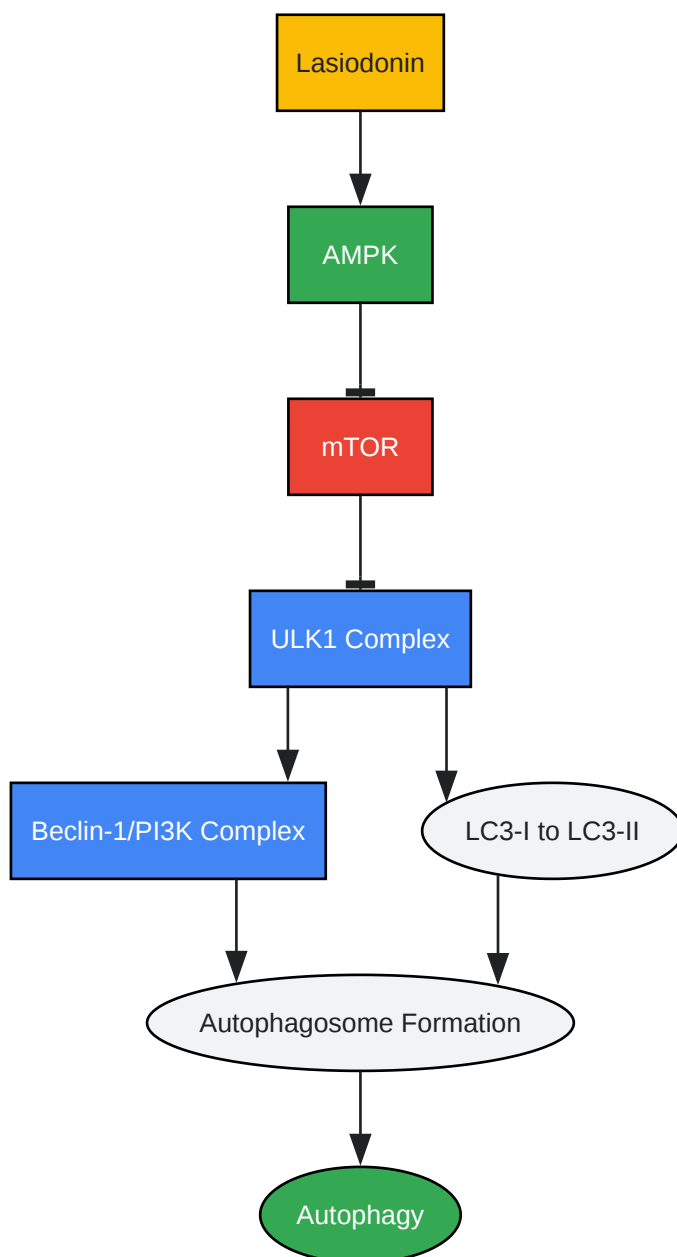 Lasiodonin
AMPK
mTOR
ULK1 Complex
Beclin-1/PI3K Complex
LC3-I to LC3-II
Autophagosome Formation
Autophagy